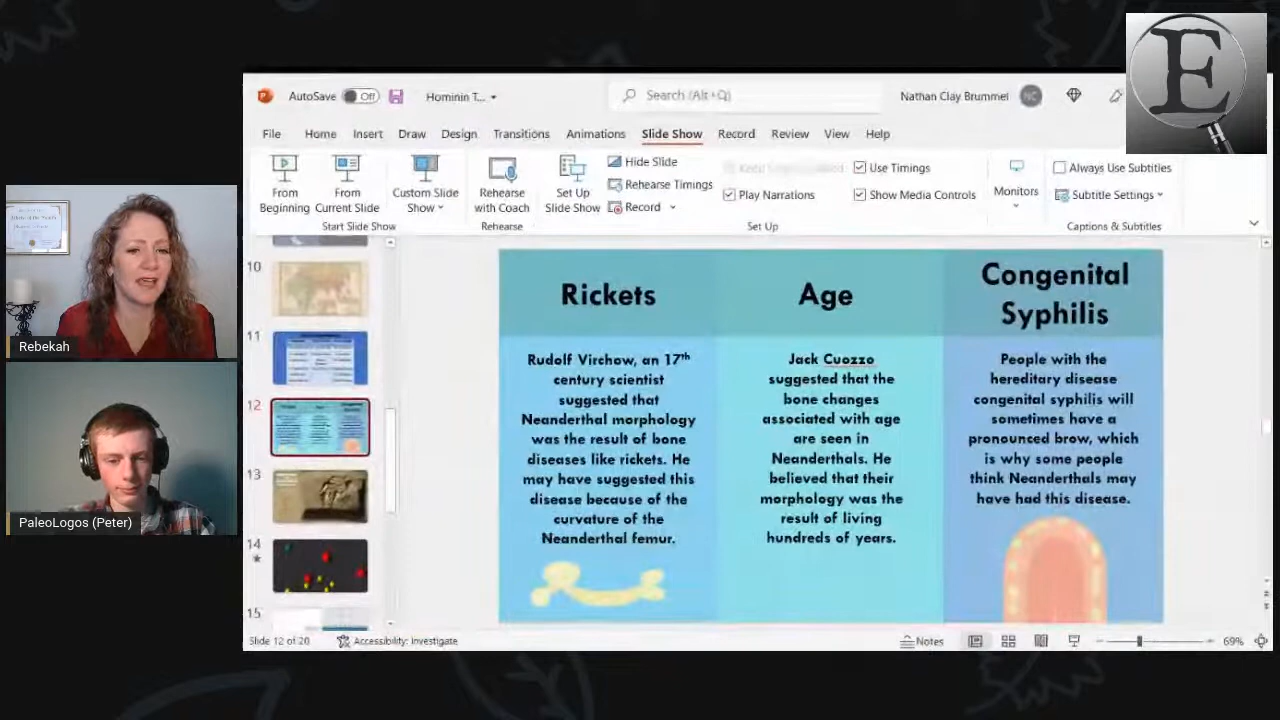 E
AutoSave Off Hominin T... Search (Alt+Q) Nathan Clay Brummel NC
File Home Insert Draw Design Transitions Animations Slide Show Record Review View Help
From Beginning
From Current Slide
Custom Slide Show
Rehearse with Coach
Set Up Slide Show
Hide Slide
Rehearse Timings
Record
Use Timings
Play Narrations
Show Media Controls
Monitors
Always Use Subtitles
Subtitle Settings
Start Slide Show
Rehearse
Set Up
Captions & Subtitles
10
11
12
13
14
15
Rickets
Rudolf Virchow, an 17th
century scientist
suggested that
Neanderthal morphology
was the result of bone
diseases like rickets. He
may have suggested this
disease because of the
curvature of the
Neanderthal femur.
Age
Jack Cuozzo
suggested that the
bone changes
associated with age
are seen in
Neanderthals. He
believed that their
morphology was the
result of living
hundreds of years.
Congenital
Syphilis
People with the
hereditary disease
congenital syphilis will
sometimes have a
pronounced brow, which
is why some people
think Neanderthals may
have had this disease.
Rebekah
PaleoLogos (Peter)
Slide 12 of 20 Accessibility: Investigate Notes 69%